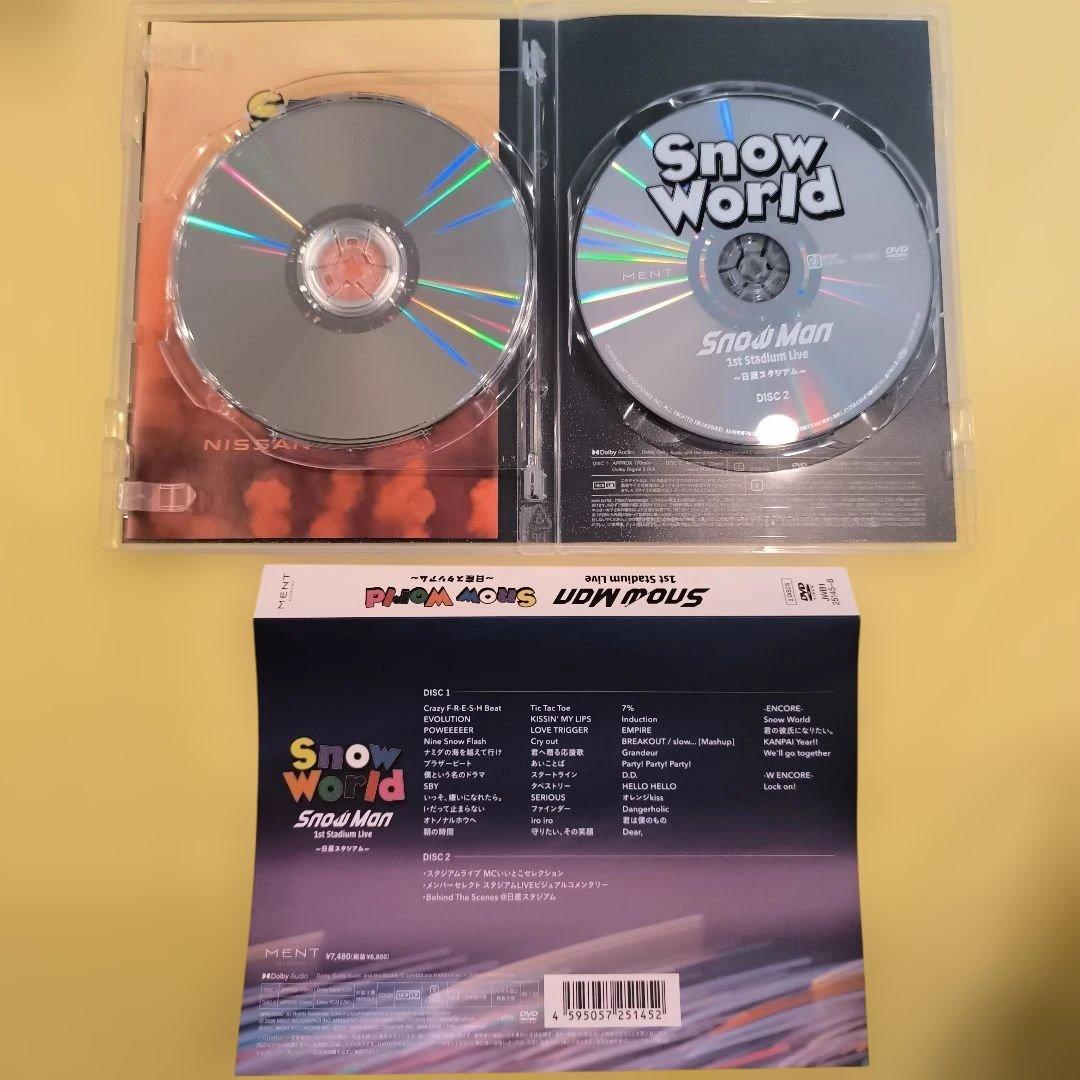 Snow
World
MENT
DVD
Snow Man
1st Stadium Live
～日産スタジアム～
DISC 2
NISSAN
Dolby Audio
MENT
Snow World
～日産スタジアム～
Snow Man
1st Stadium Live
2 DISCS
DVD
JWB1
25145~6
DISC 1
Crazy F-R-E-S-H Beat
EVOLUTION
POWEEEEER
Nine Snow Flash
ナミダの海を越えて行け
ブラザービート
僕という名のドラマ
SBY
いっそ、嫌いになれたら。
I・だって止まらない
オトノナルホウヘ
朝の時間
Tic Tac Toe
KISSIN' MY LIPS
LOVE TRIGGER
Cry out
君へ贈る応援歌
あいことば
スタートライン
タペストリー
SERIOUS
ファインダー
iro iro
守りたい、その笑顔
7%
Induction
EMPIRE
BREAKOUT / slow... [Mashup]
Grandeur
Party! Party! Party!
D.D.
HELLO HELLO
オレンジkiss
Dangerholic
君は僕のもの
Dear,
-ENCORE-
Snow World
君の彼氏になりたい。
KANPAI Year!!
We'll go together
-W ENCORE-
Lock on!
Snow
World
Snow Man
1st Stadium Live
～日産スタジアム～
DISC 2
・スタジアムライブ MCいいとこセレクション
・メンバーセレクト スタジアムLIVEビジュアルコメンタリー
・Behind The Scenes @日産スタジアム
MENT
¥7,480(税抜¥6,800)
Dolby Audio
DVD
4 595057 251452